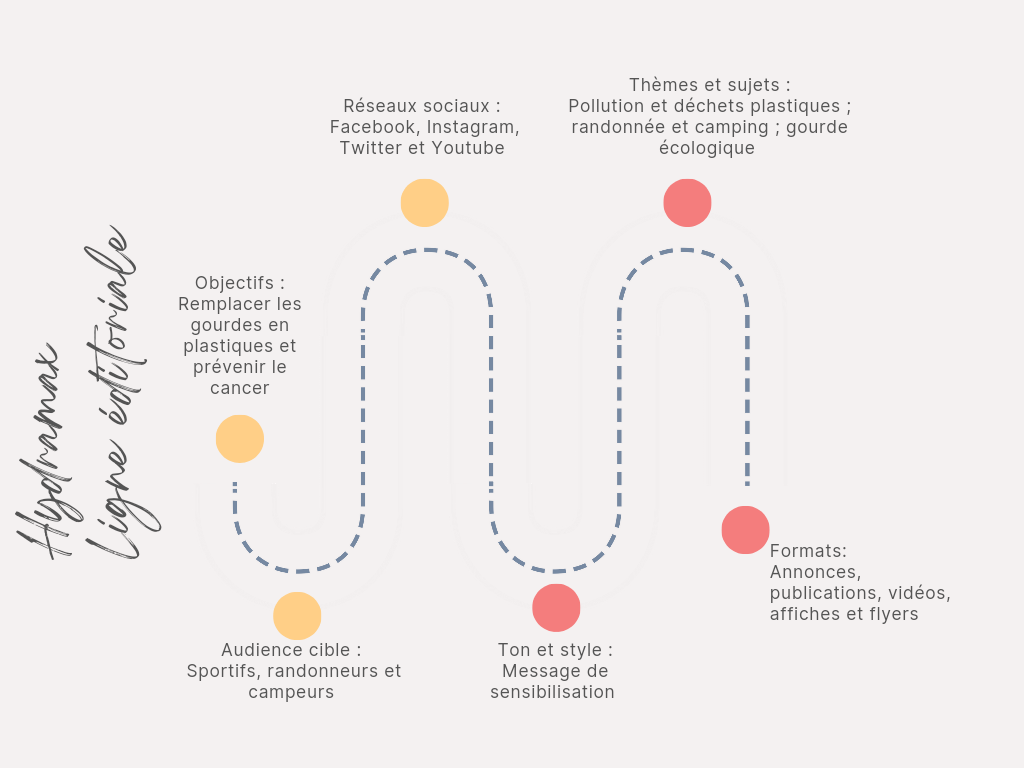 Hydramax
Ligne éditoriale
Objectifs :
Remplacer les
gourdes en
plastiques et
prévenir le
cancer
Audience cible :
Sportifs, randonneurs et
campeurs
Réseaux sociaux :
Facebook, Instagram,
Twitter et Youtube
Ton et style :
Message de
sensibilisation
Thèmes et sujets :
Pollution et déchets plastiques ;
randonnée et camping ; gourde
écologique
Formats:
Annonces,
publications, vidéos,
affiches et flyers